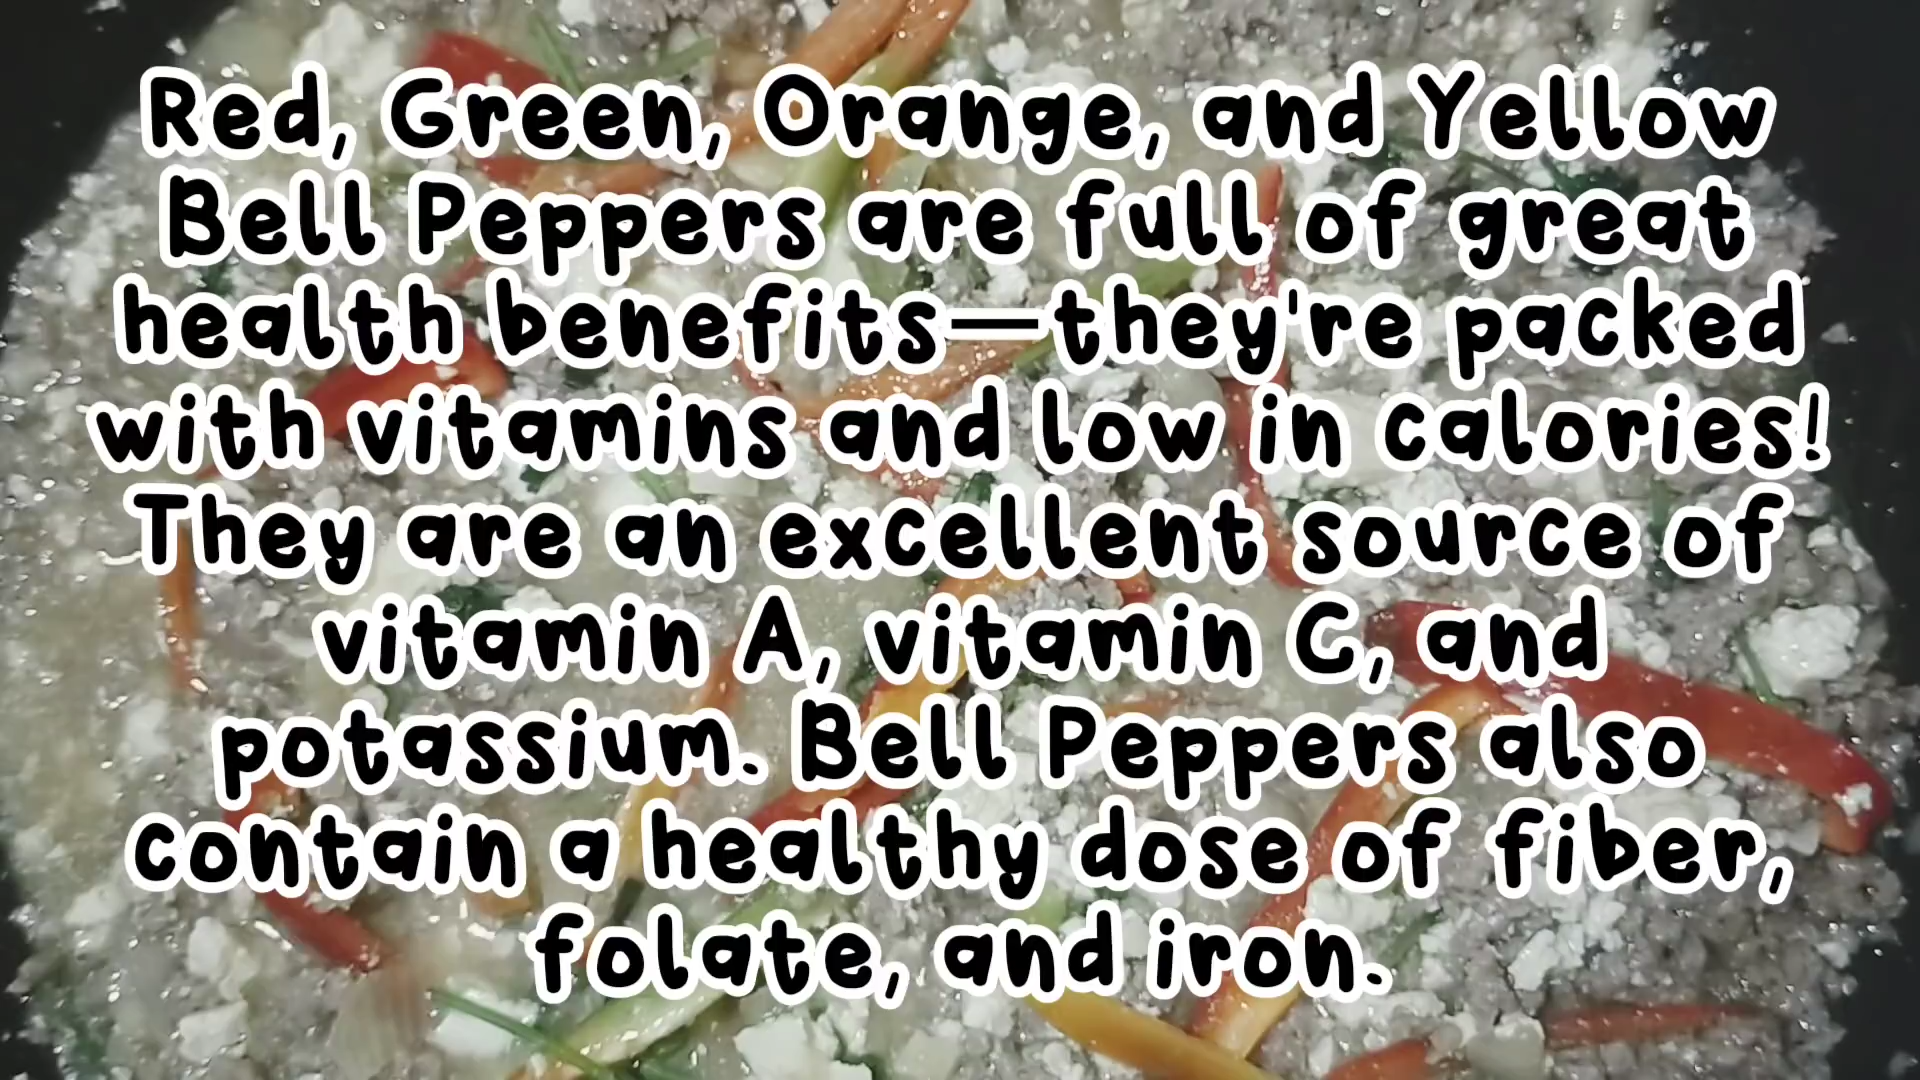 Red, Green, Orange, and Yellow
Bell Peppers are full of great
health benefits—they're packed
with vitamins and low in calories!
They are an excellent source of
vitamin A, vitamin C, and
potassium. Bell Peppers also
contain a healthy dose of fiber,
folate, and iron.